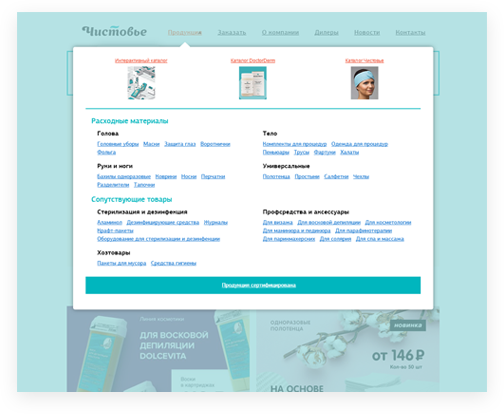 Чистовье
Продукция Заказать О компании Дилеры Новости Контакты
Интерактивный каталог Каталог DoctorDerm Каталог Чистовье
Расходные материалы
Голова
Головные уборы Маски Защита глаз Воротнички
Фольга
Тело
Комплекты для процедур Одежда для процедур
Пеньюары Трусы Фартуки Халаты
Руки и ноги
Бахилы одноразовые Коврики Носки Перчатки
Разделители Тапочки
Универсальные
Полотенца Простыни Салфетки Чехлы
Сопутствующие товары
Стерилизация и дезинфекция
Аламинол Дезинфицирующие средства Журналы
Крафт-пакеты
Оборудование для стерилизации и дезинфекции
Профсредства и аксессуары
Для визажа Для восковой депиляции Для косметологии
Для маникюра и педикюра Для парафинотерапии
Для парикмахерских Для солярия Для спа и массажа
Хозтовары
Пакеты для мусора Средства гигиены
Продукция сертифицирована
Линия косметики
ДЛЯ ВОСКОВОЙ
ДЕПИЛЯЦИИ
DOLCEVITA
ОДНОРАЗОВЫЕ
ПОЛОТЕНЦА
НОВИНКА
от 146 ₽
Кол-во 50 шт
НА ОСНОВЕ